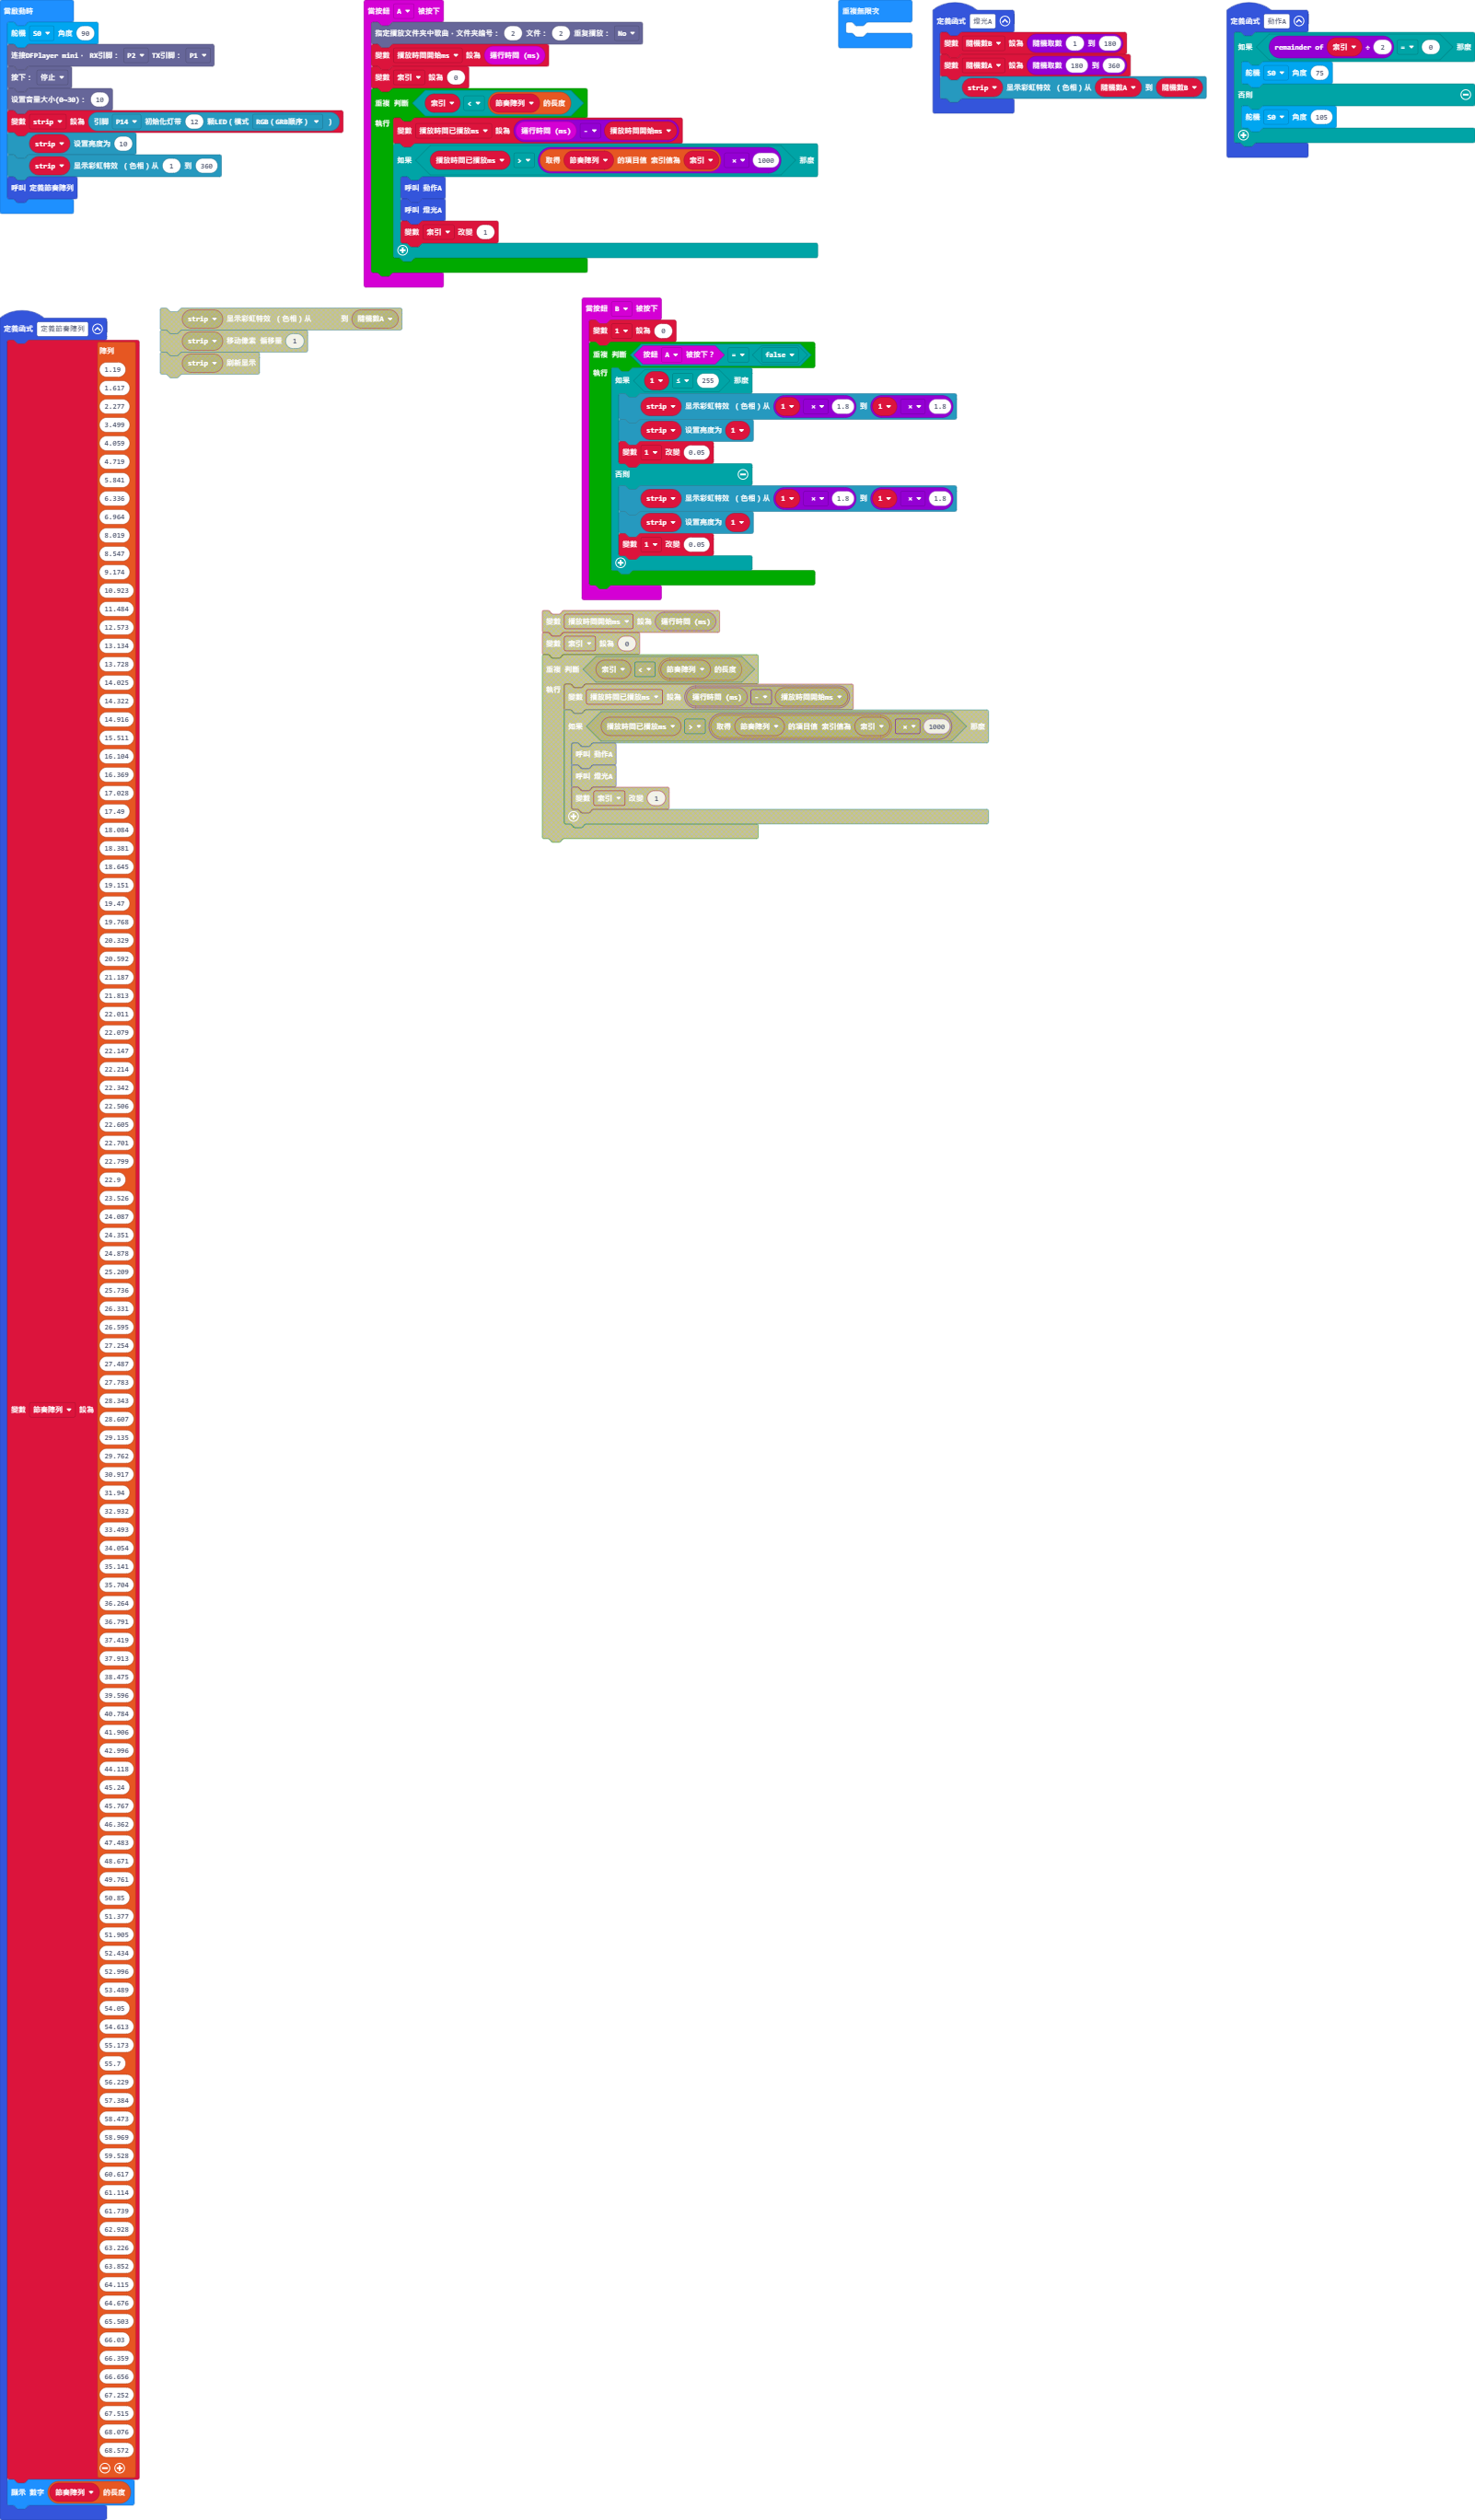 當啟動時
舵機 S0 角度 90
连接DFPlayer mini, RX引脚: P2 TX引脚: P1
按下: 停止
设置音量大小(0~30): 10
變數 strip 設為 引脚 P14 初始化灯带 12 颗LED(模式 RGB (GRB顺序) )
strip 设置亮度为 10
strip 显示彩虹特效 (色相)从 1 到 360
呼叫 定義節奏陣列
當按鈕 A 被按下
指定播放文件夹中歌曲,文件夹编号: 2 文件: 2 重复播放: No
變數 播放時間開始ms 設為 運行時間 (ms)
變數 索引 設為 0
重複 判斷 索引 < 節奏陣列 的長度
執行
變數 播放時間已播放ms 設為 運行時間 (ms) - 播放時間開始ms
如果 播放時間已播放ms > 取得 節奏陣列 的項目值 索引值為 索引 × 1000 那麼
呼叫 動作A
呼叫 燈光A
變數 索引 改變 1
重複無限次
定義函式 燈光A
變數 隨機數B 設為 隨機取數 1 到 180
變數 隨機數A 設為 隨機取數 180 到 360
strip 显示彩虹特效 (色相)从 隨機數A 到 隨機數B
定義函式 動作A
如果 remainder of 索引 ÷ 2 = 0 那麼
舵機 S0 角度 75
否則
舵機 S0 角度 105
定義函式 定義節奏陣列
變數 節奏陣列 設為
陣列
1.19
1.617
2.277
3.499
4.059
4.719
5.841
6.336
6.964
8.019
8.547
9.174
10.923
11.484
12.573
13.134
13.728
14.025
14.322
14.916
15.511
16.104
16.369
17.028
17.49
18.084
18.381
18.645
19.151
19.47
19.768
20.329
20.592
21.187
21.813
22.011
22.079
22.147
22.214
22.342
22.506
22.605
22.701
22.799
22.9
23.526
24.087
24.351
24.878
25.209
25.736
26.331
26.595
27.254
27.487
27.783
28.343
28.607
29.135
29.762
30.917
31.94
32.932
33.493
34.054
35.141
35.704
36.264
36.791
37.419
37.913
38.475
39.596
40.784
41.906
42.996
44.118
45.24
45.767
46.362
47.483
48.671
49.761
50.85
51.377
51.905
52.434
52.996
53.489
54.05
54.613
55.173
55.7
56.229
57.384
58.473
58.969
59.528
60.617
61.114
61.739
62.928
63.226
63.852
64.115
64.676
65.503
66.03
66.359
66.656
67.252
67.515
68.076
68.572
顯示 數字 節奏陣列 的長度
strip 显示彩虹特效 (色相)从 到 隨機數A
strip 移动像素 偏移量 1
strip 刷新显示
當按鈕 B 被按下
變數 1 設為 0
重複 判斷 按鈕 A 被按下? = false
執行
如果 1 ≤ 255 那麼
strip 显示彩虹特效 (色相)从 1 × 1.8 到 1 × 1.8
strip 设置亮度为 1
變數 1 改變 0.05
否則
strip 显示彩虹特效 (色相)从 1 × 1.8 到 1 × 1.8
strip 设置亮度为 1
變數 1 改變 0.05
變數 播放時間開始ms 設為 運行時間 (ms)
變數 索引 設為 0
重複 判斷 索引 < 節奏陣列 的長度
執行
變數 播放時間已播放ms 設為 運行時間 (ms) - 播放時間開始ms
如果 播放時間已播放ms > 取得 節奏陣列 的項目值 索引值為 索引 × 1000 那麼
呼叫 動作A
呼叫 燈光A
變數 索引 改變 1